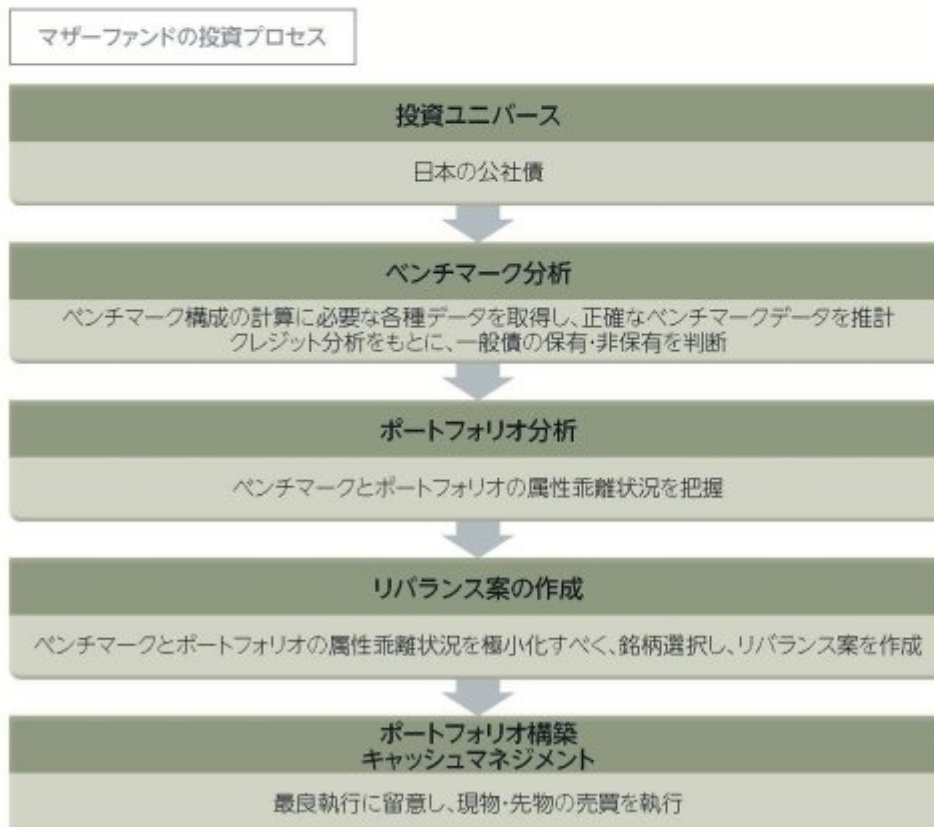 マザーファンドの投資プロセス
投資ユニバース
日本の公社債
ベンチマーク分析
ベンチマーク構成の計算に必要な各種データを取得し、正確なベンチマークデータを推計
クレジット分析をもとに、一般債の保有・非保有を判断
ポートフォリオ分析
ベンチマークとポートフォリオの属性乖離状況を把握
リバランス案の作成
ベンチマークとポートフォリオの属性乖離状況を極小化すべく、銘柄選択し、リバランス案を作成
ポートフォリオ構築
キャッシュマネジメント
最良執行に留意し、現物・先物の売買を執行